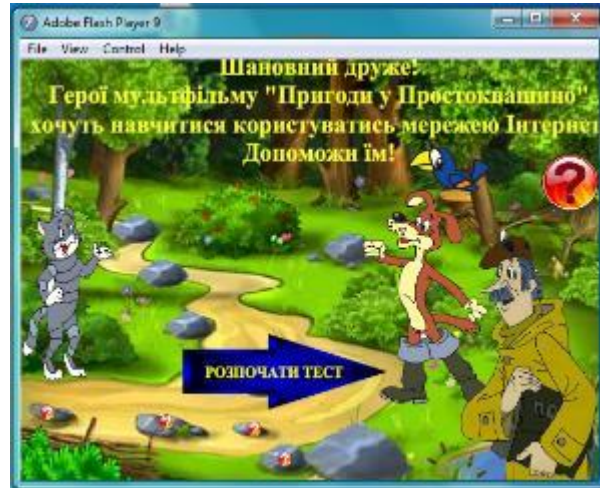 Adobe Flash Player 9
File View Control Help
Шановний друже!
Герої мультфільму "Пригоди у Простоквашино"
хочуть навчитися користуватись мережею Інтернет
Допоможи їм!
?
РОЗПОЧАТИ ТЕСТ
? ? ? ?